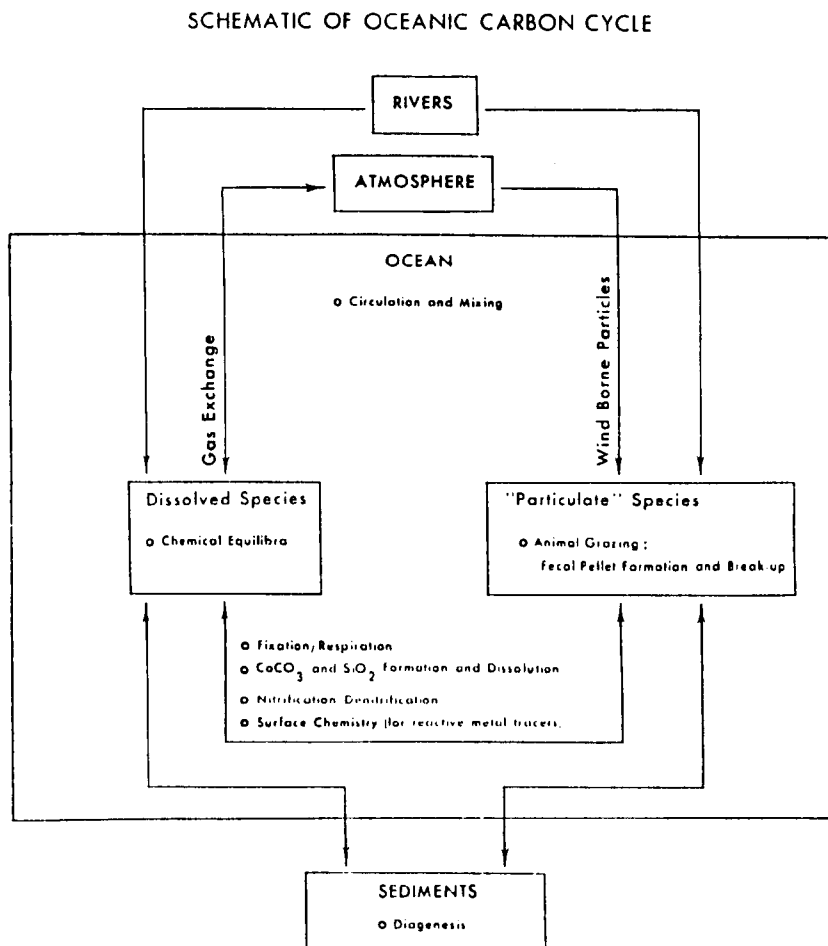 SCHEMATIC OF OCEANIC CARBON CYCLE
RIVERS
ATMOSPHERE
OCEAN
o Circulation and Mixing
Gas Exchange
Wind Borne Particles
Dissolved Species
o Chemical Equilibra
"Particulate" Species
o Animal Grazing;
Fecal Pellet Formation and Break-up
o Fixation/Respiration
o CaCO3 and SiO2 Formation and Dissolution
o Nitrification Denitrification
o Surface Chemistry (for reactive metal tracers)
SEDIMENTS
o Diagenesis